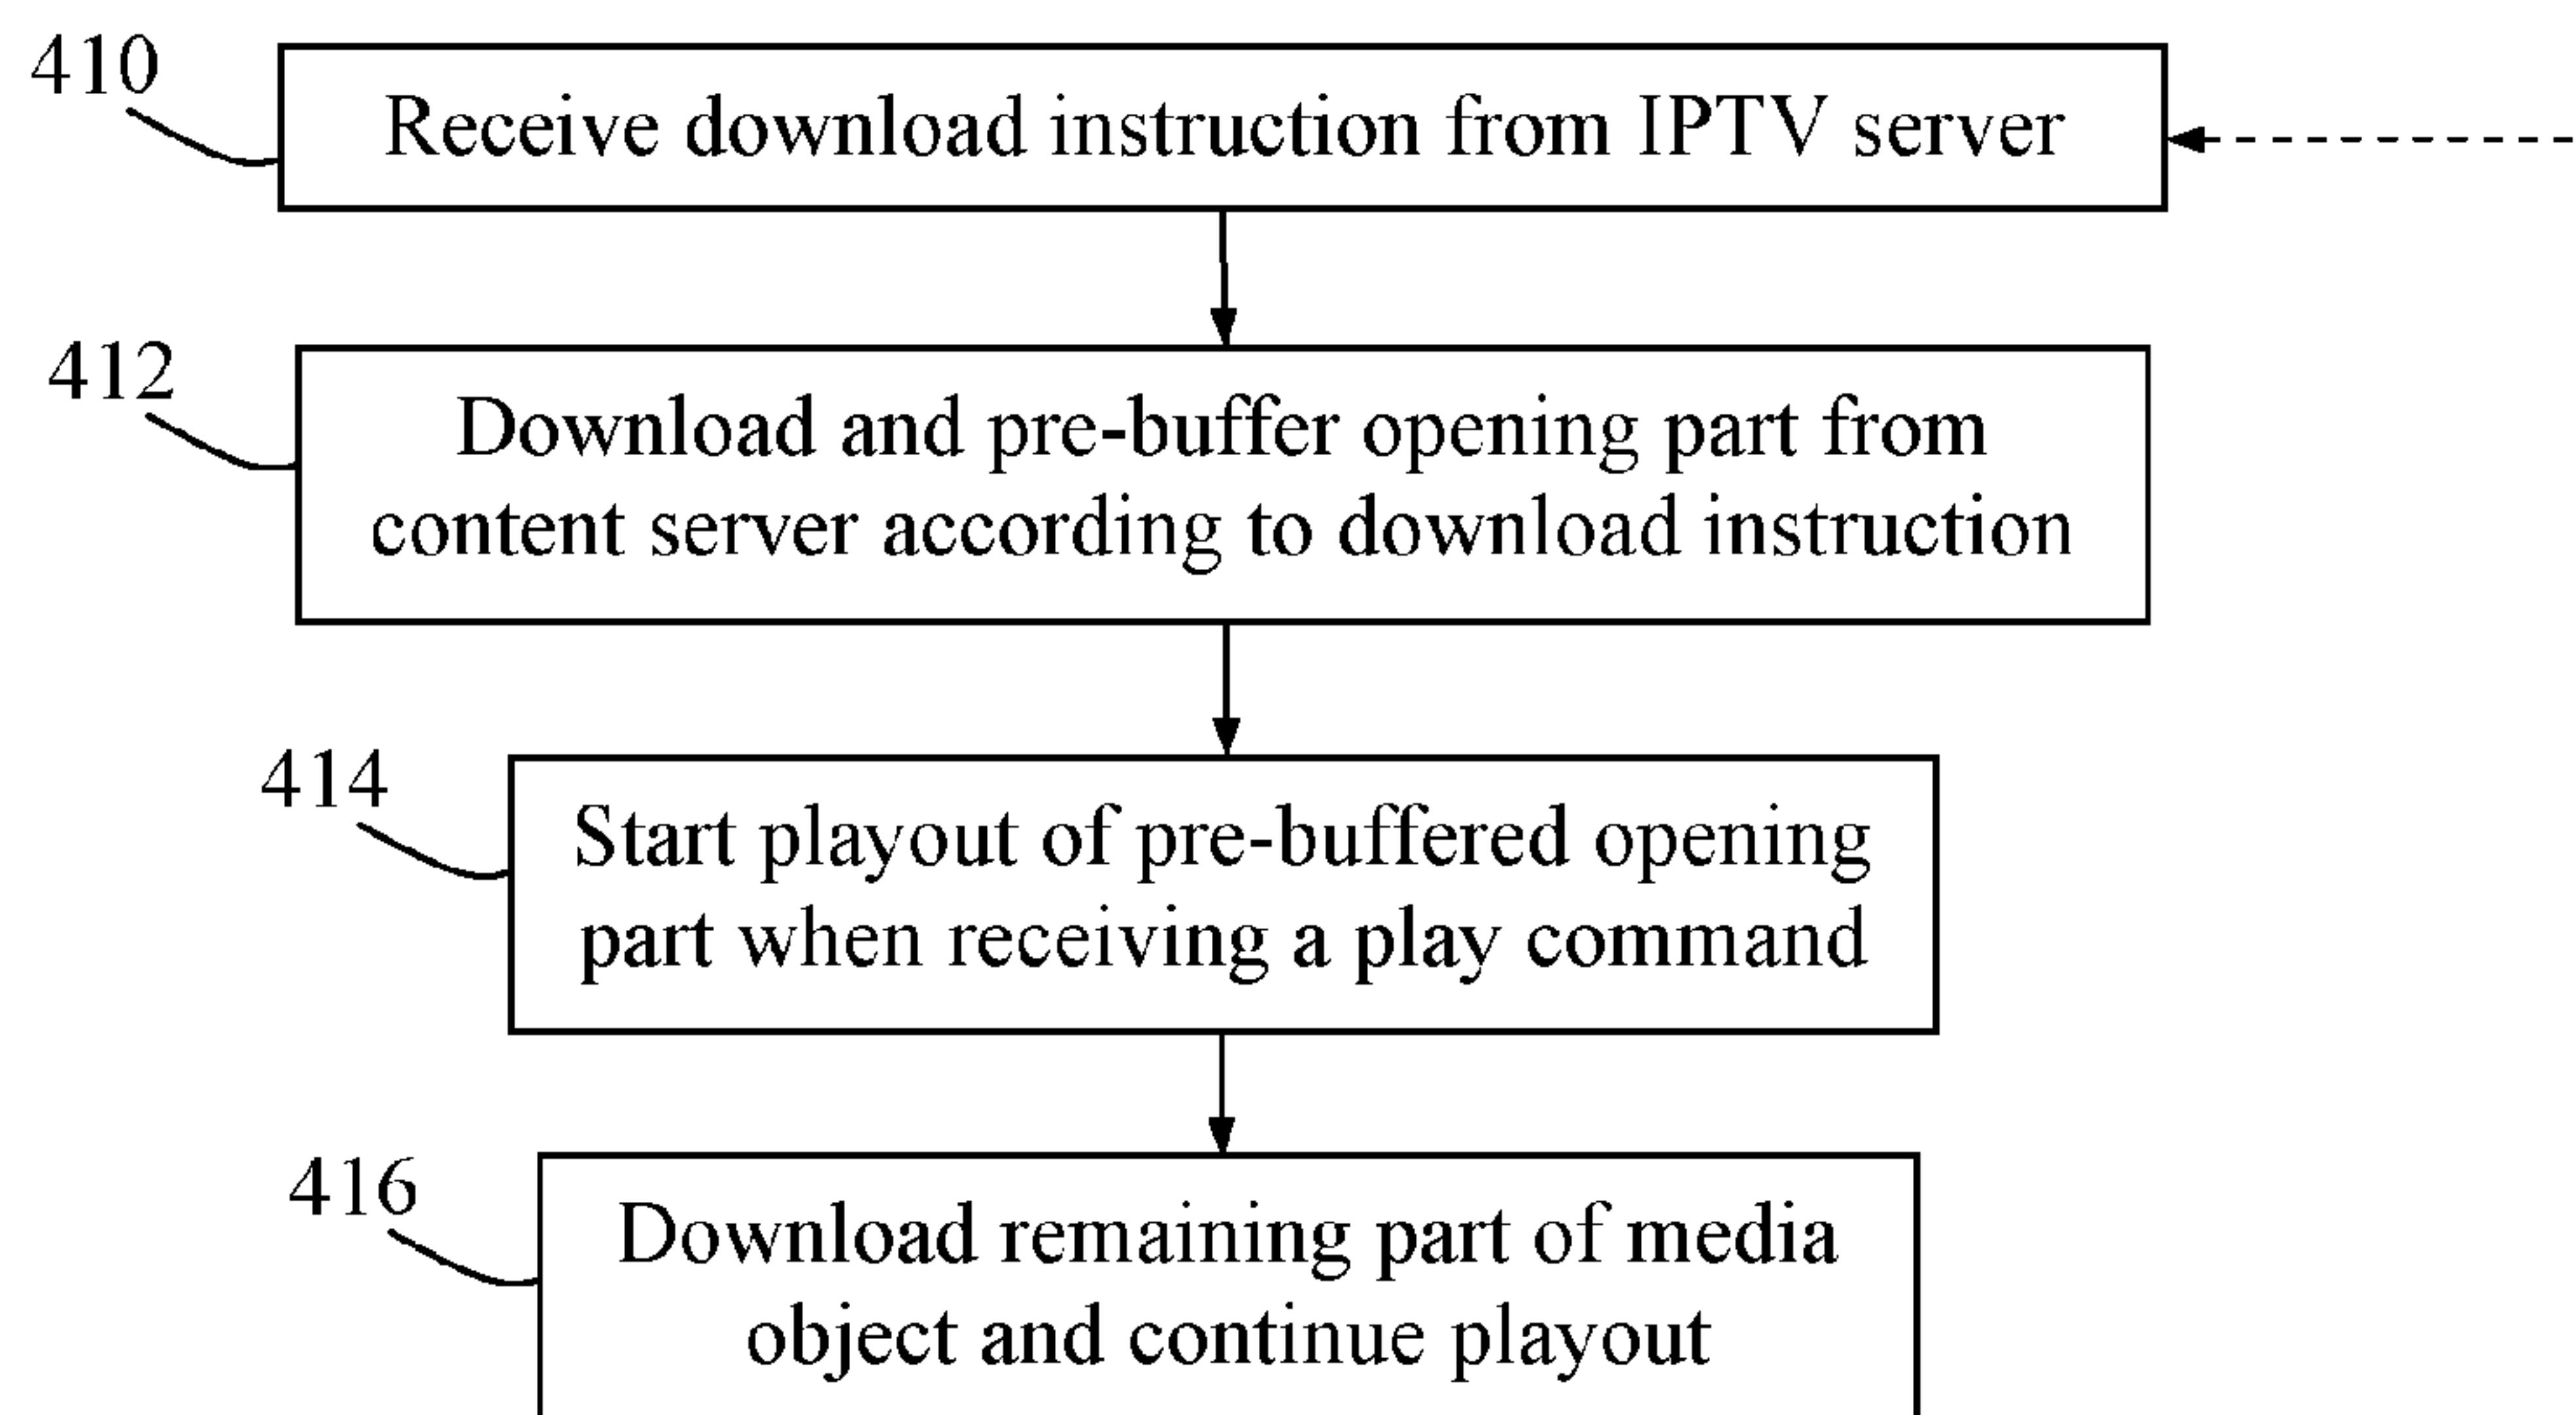 410
Receive download instruction from IPTV server
412
Download and pre-buffer opening part from
content server according to download instruction
414
Start playout of pre-buffered opening
part when receiving a play command
416
Download remaining part of media
object and continue playout